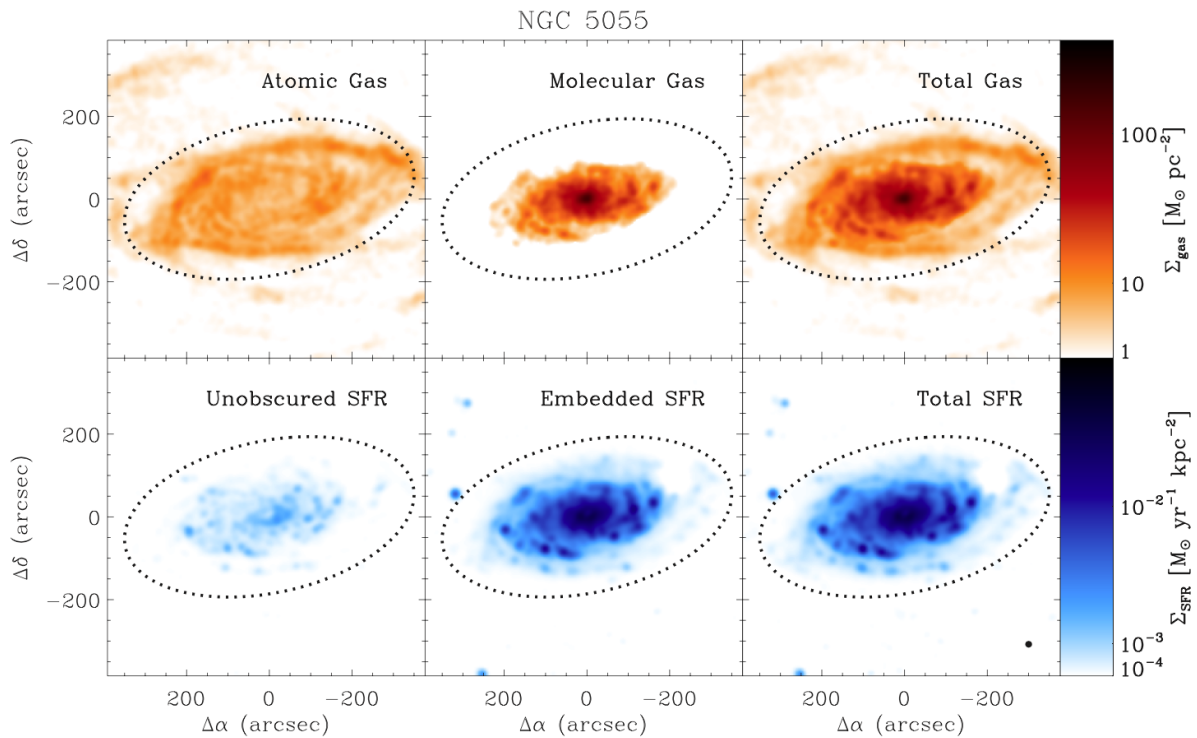 NGC 5055
Atomic Gas
Molecular Gas
Total Gas
200
0
−200
Δδ (arcsec)
100
10
1
Σgas [M⊙ pc−2]
Unobscured SFR
Embedded SFR
Total SFR
200
0
−200
Δδ (arcsec)
10−2
10−3
10−4
ΣSFR [M⊙ yr−1 kpc−2]
200 0 −200 200 0 −200 200 0 −200
Δα (arcsec) Δα (arcsec) Δα (arcsec)